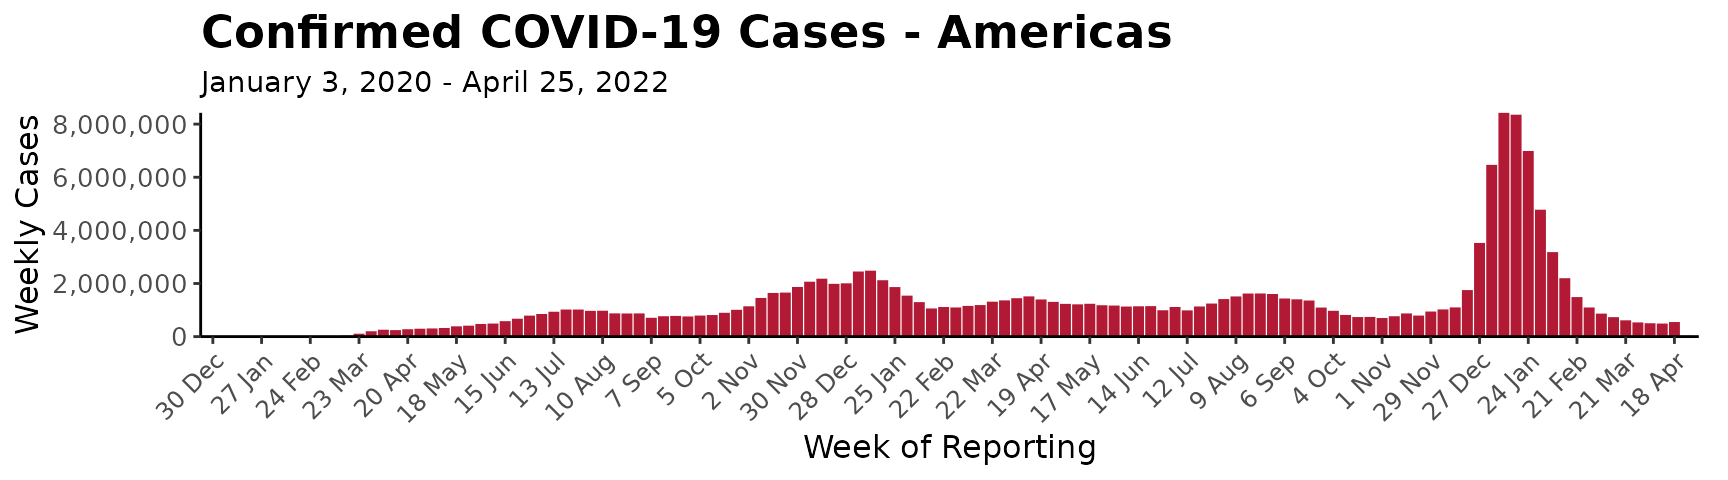 Confirmed COVID-19 Cases - Americas
January 3, 2020 - April 25, 2022
Weekly Cases
8,000,000
6,000,000
4,000,000
2,000,000
0
30 Dec
27 Jan
24 Feb
23 Mar
20 Apr
18 May
15 Jun
13 Jul
10 Aug
7 Sep
5 Oct
2 Nov
30 Nov
28 Dec
25 Jan
22 Feb
22 Mar
19 Apr
17 May
14 Jun
12 Jul
9 Aug
6 Sep
4 Oct
1 Nov
29 Nov
27 Dec
24 Jan
21 Feb
21 Mar
18 Apr
Week of Reporting